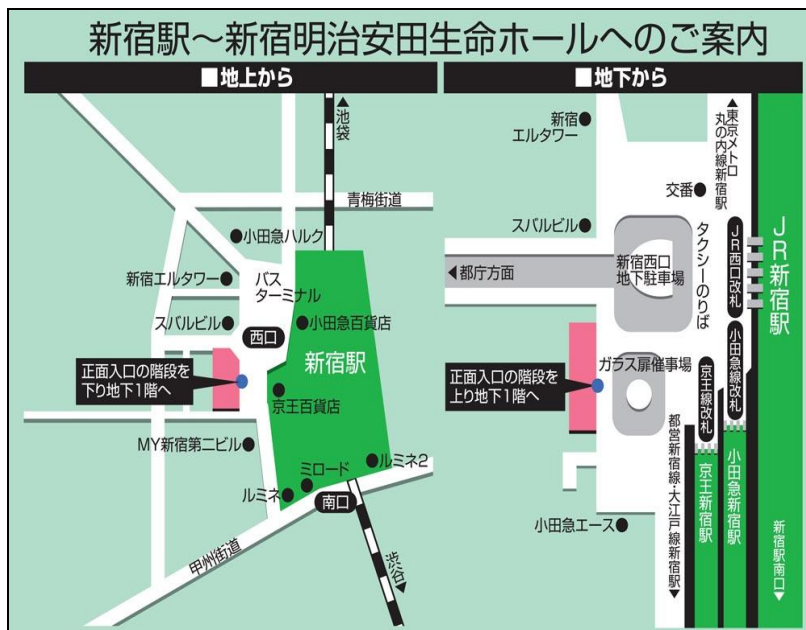 新宿駅～新宿明治安田生命ホールへのご案内
■地上から
池袋
青梅街道
小田急ハルク
新宿エルタワー
バス
ターミナル
スバルビル
西口
小田急百貨店
新宿駅
正面入口の階段を
下り地下1階へ
京王百貨店
MY新宿第二ビル
ルミネ2
ミロード
ルミネ
南口
甲州街道
渋谷
■地下から
新宿
エルタワー
東京メトロ
丸の内線新宿駅
交番
スバルビル
タクシーのりば
JR西口改札
JR新宿駅
新宿西口
地下駐車場
都庁方面
小田急線改札
ガラス扉催事場
京王線改札
正面入口の階段を
上り地下1階へ
都営新宿線・大江戸線新宿駅
京王新宿駅
小田急新宿駅
小田急エース
新宿駅南口